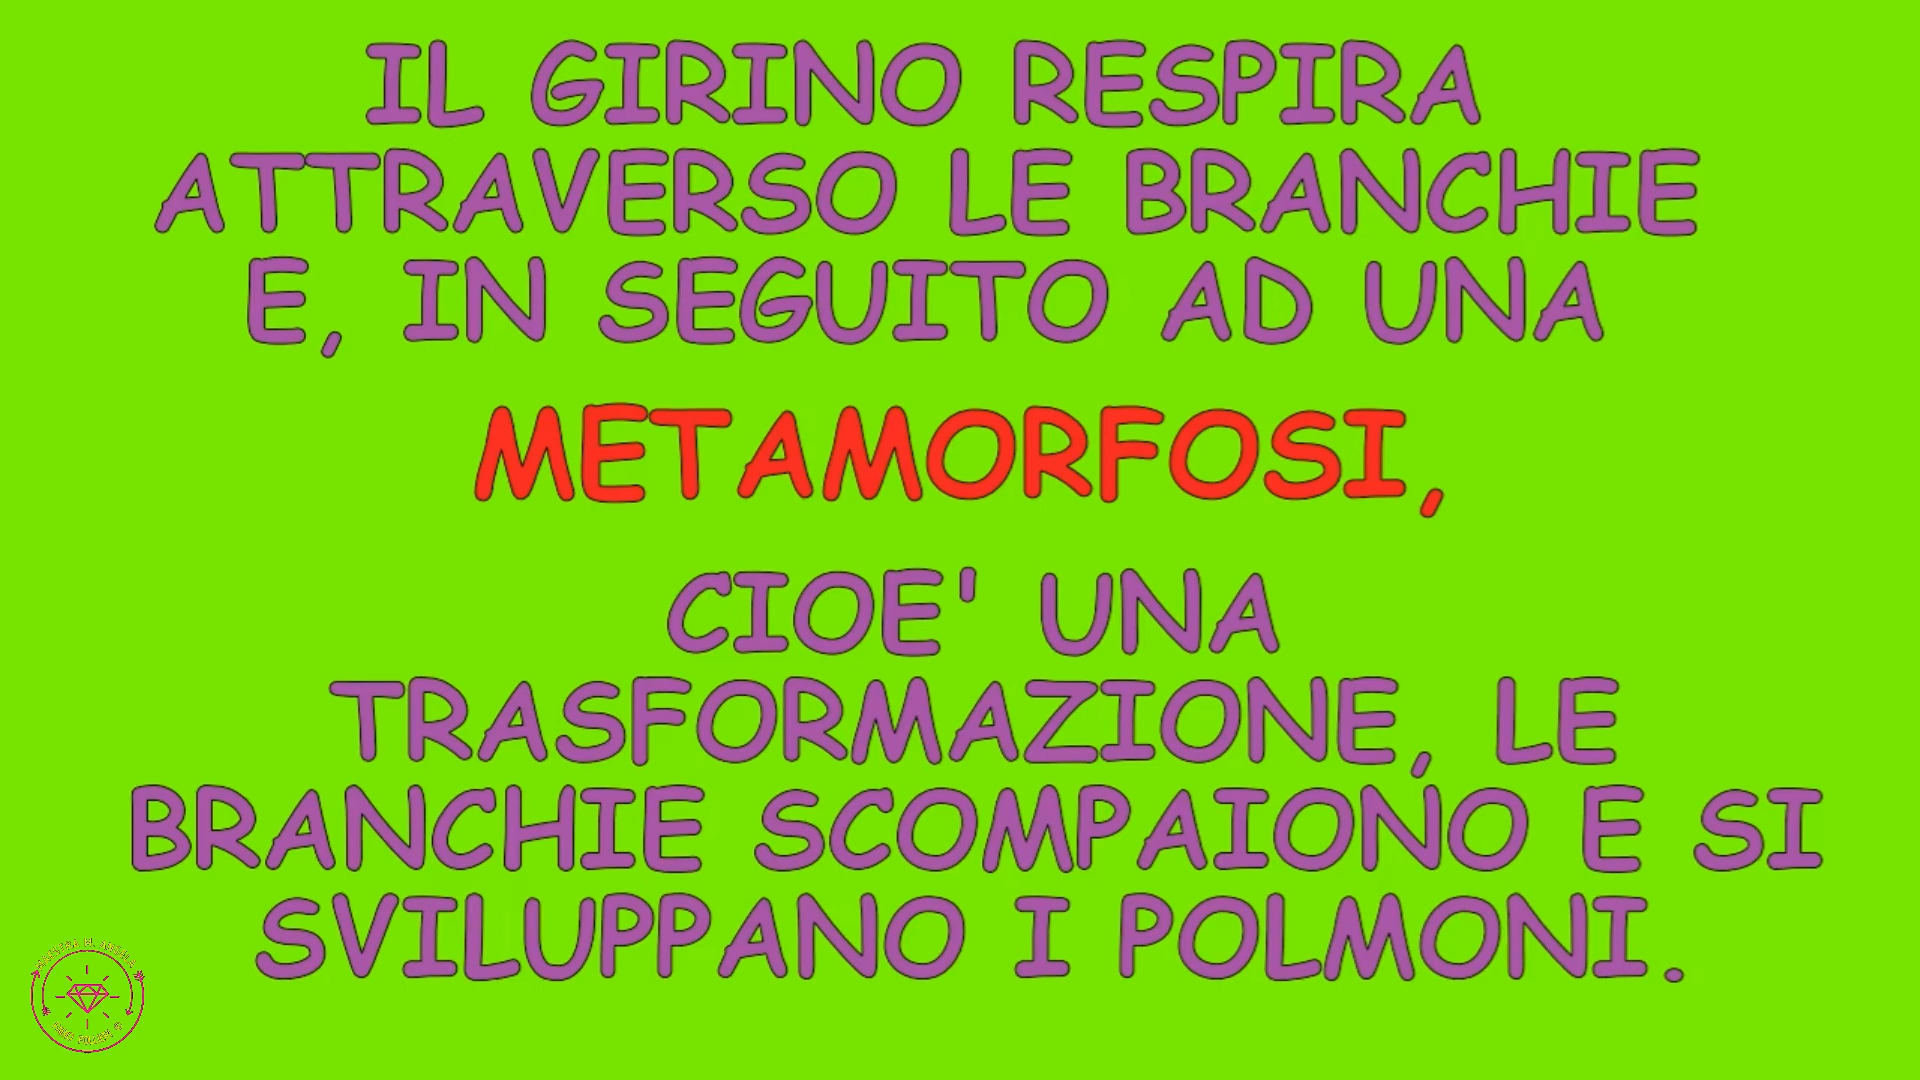 IL GIRINO RESPIRA
ATTRAVERSO LE BRANCHIE
E, IN SEGUITO AD UNA
METAMORFOSI,
CIOE' UNA
TRASFORMAZIONE, LE
BRANCHIE SCOMPAIONO E SI
SVILUPPANO I POLMONI.